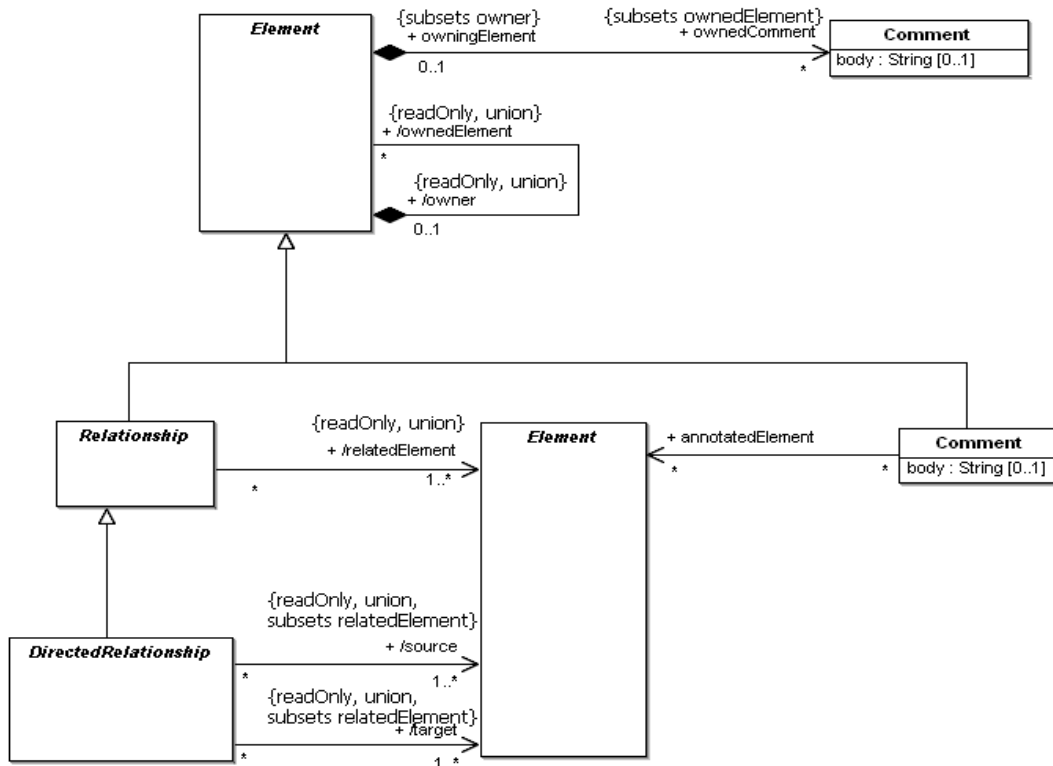 Element
{subsets owner}
+ owningElement
0..1
{subsets ownedElement}
+ ownedComment
*
Comment
body : String [0..1]
{readOnly, union}
+ /ownedElement
*
{readOnly, union}
+ /owner
0..1
Relationship
{readOnly, union}
+ /relatedElement
*
1..*
Element
+ annotatedElement
*
*
Comment
body : String [0..1]
DirectedRelationship
{readOnly, union,
subsets relatedElement}
+ /source
*
1..*
{readOnly, union,
subsets relatedElement}
+ /target
*
1..*